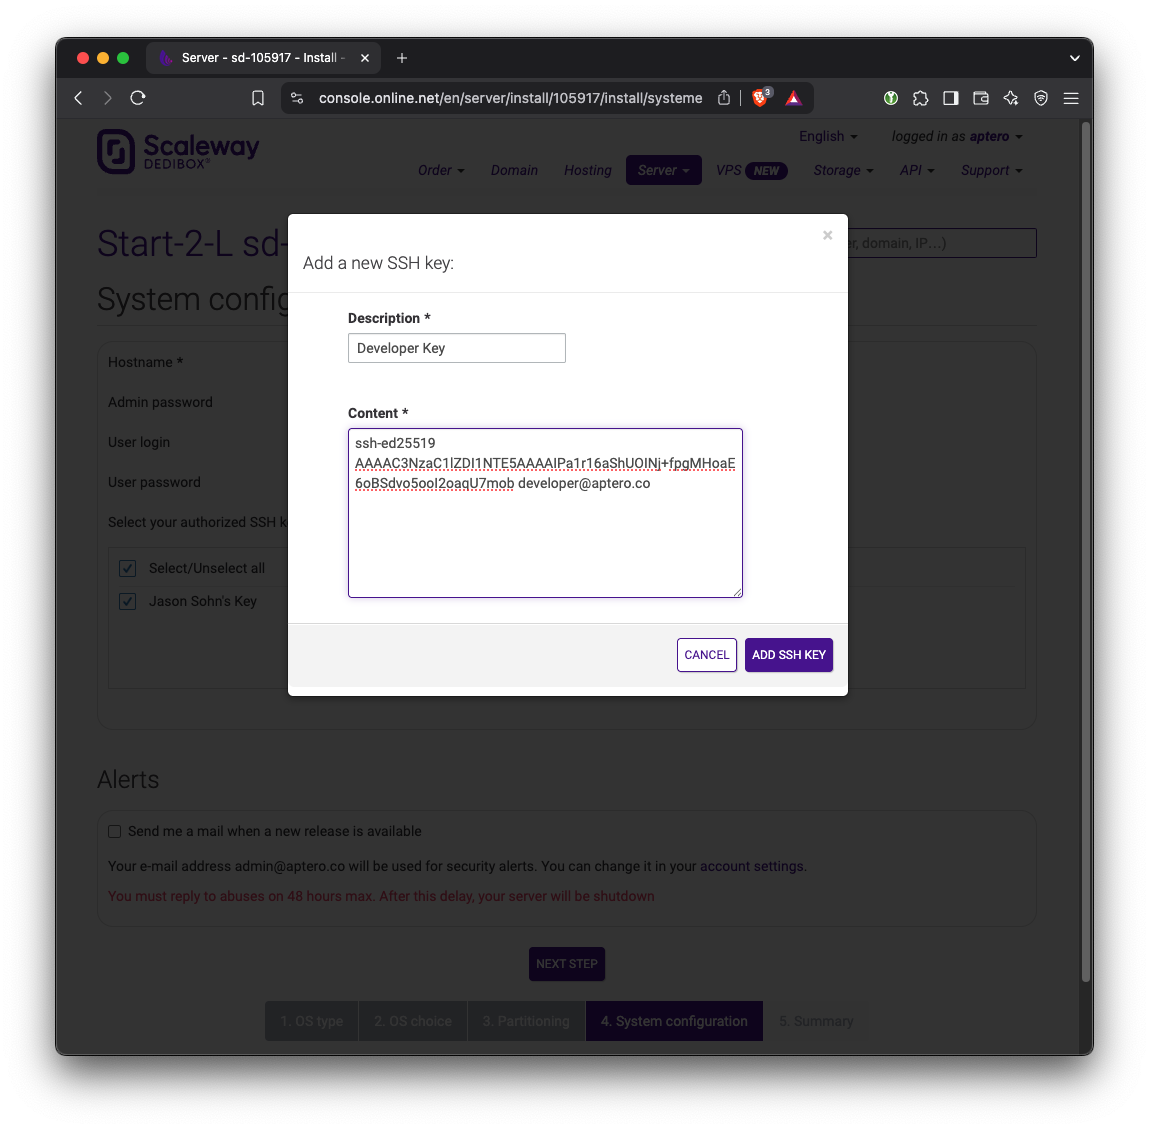 Server - sd-105917 - Install -
console.online.net/en/server/install/105917/install/systeme
3
Scaleway
DEDIBOX®
English
logged in as aptero
Order
Domain
Hosting
Server
VPS NEW
Storage
API
Support
Start-2-L sd-
er, domain, IP…)
System config
Add a new SSH key:
Description *
Developer Key
Content *
ssh-ed25519
AAAAC3NzaC1lZDI1NTE5AAAAIPa1r16aShUOINj+fpgMHoaE
6oBSdvo5ooI2oaqU7mob developer@aptero.co
CANCEL
ADD SSH KEY
Hostname *
Admin password
User login
User password
Select your authorized SSH k
Select/Unselect all
Jason Sohn's Key
Alerts
Send me a mail when a new release is available
Your e-mail address admin@aptero.co will be used for security alerts. You can change it in your account settings.
You must reply to abuses on 48 hours max. After this delay, your server will be shutdown
NEXT STEP
1. OS type
2. OS choice
3. Partitioning
4. System configuration
5. Summary